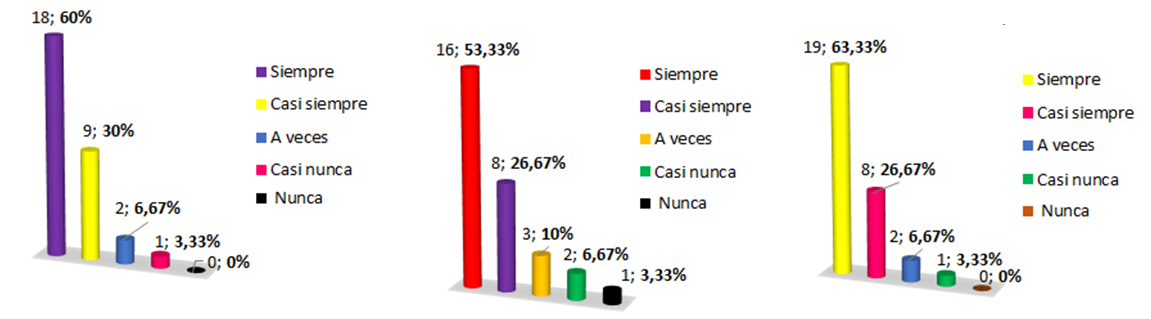 18; 60%
9; 30%
2; 6,67%
1; 3,33%
0; 0%
Siempre
Casi siempre
A veces
Casi nunca
Nunca
16; 53,33%
8; 26,67%
3; 10%
2; 6,67%
1; 3,33%
Siempre
Casi siempre
A veces
Casi nunca
Nunca
19; 63,33%
8; 26,67%
2; 6,67%
1; 3,33%
0; 0%
Siempre
Casi siempre
A veces
Casi nunca
Nunca